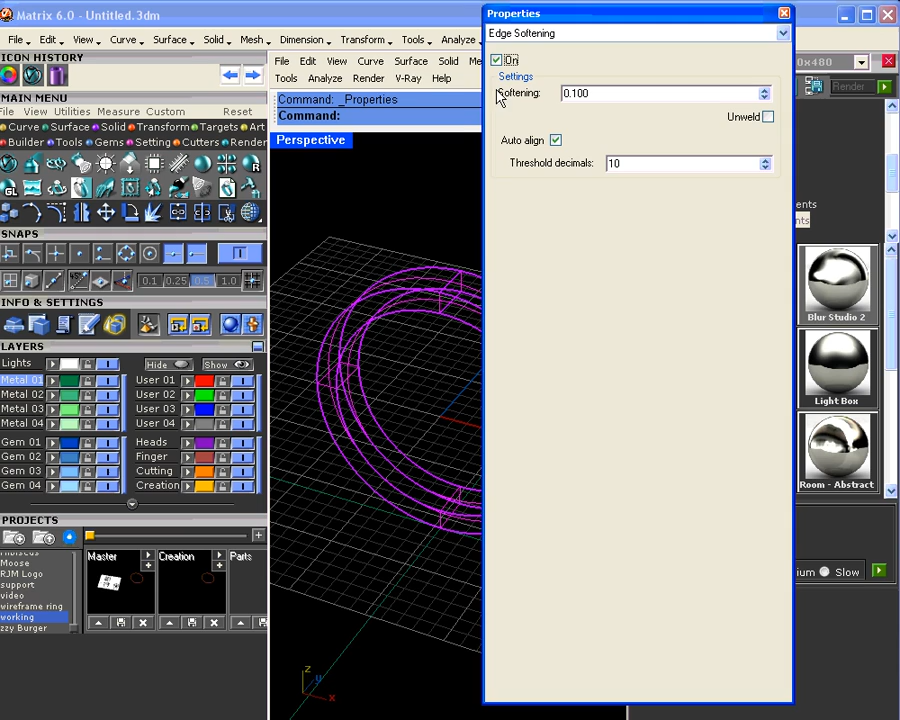 Matrix 6.0 - Untitled.3dm
File Edit View Curve Surface Solid Mesh Dimension Transform Tools Analyze
ICON HISTORY
MAIN MENU
File View Utilities Measure Custom Reset
Curve Surface Solid Transform Targets Art
Builder Tools Gems Setting Cutters Render
SNAPS
0.1 0.25 0.5 1.0
INFO & SETTINGS
LAYERS
Lights Hide Show
Metal 01 User 01
Metal 02 User 02
Metal 03 User 03
Metal 04 User 04
Gem 01 Heads
Gem 02 Finger
Gem 03 Cutting
Gem 04 Creation
PROJECTS
Moose
RJM Logo
support
video
wireframe ring
working
zzy Burger
Master Creation Parts
File Edit View Curve Surface Solid
Tools Analyze Render V-Ray Help
Command: _Properties
Command:
Perspective
z
y
x
Properties
Edge Softening
On
Settings
Softening: 0.100
Unweld
Auto align
Threshold decimals: 10
0x480
Render
ents
nts
Blur Studio 2
Light Box
Room - Abstract
ium Slow